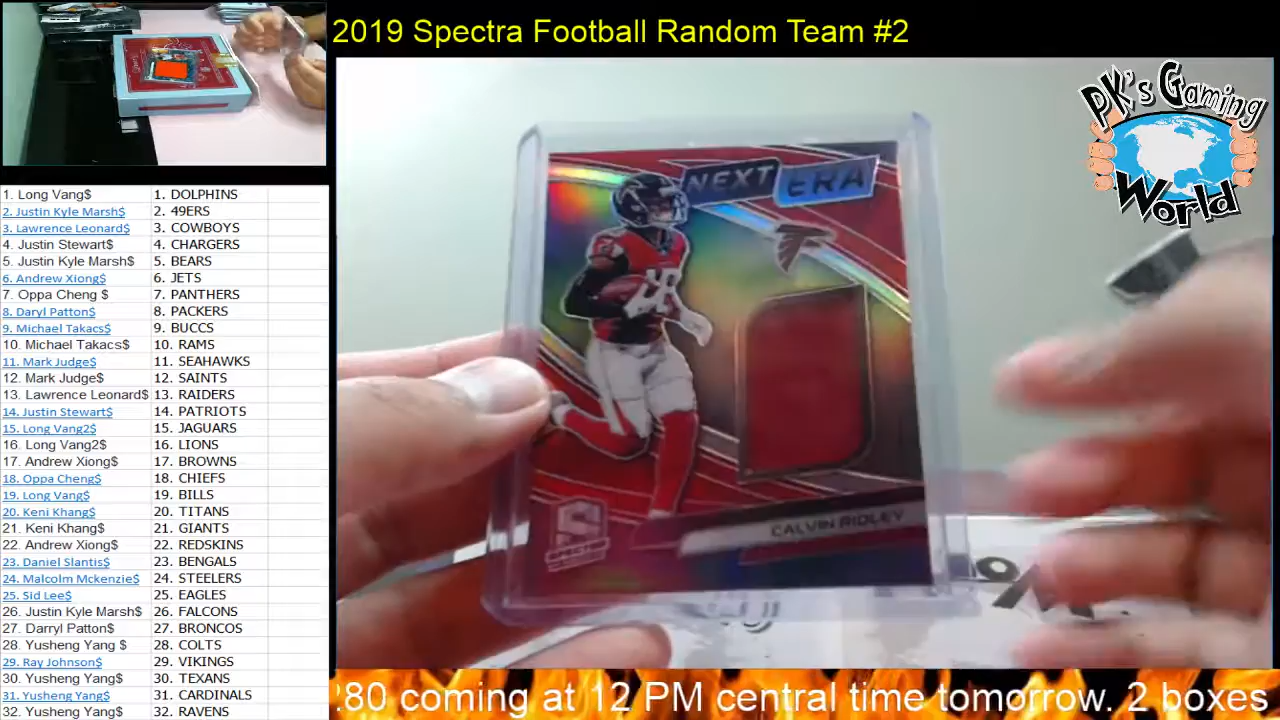 2019 Spectra Football Random Team #2
PK's Gaming World
1. Long Vang$ 1. DOLPHINS
2. Justin Kyle Marsh$ 2. 49ERS
3. Lawrence Leonard$ 3. COWBOYS
4. Justin Stewart$ 4. CHARGERS
5. Justin Kyle Marsh$ 5. BEARS
6. Andrew Xiong$ 6. JETS
7. Oppa Cheng $ 7. PANTHERS
8. Daryl Patton$ 8. PACKERS
9. Michael Takacs$ 9. BUCCS
10. Michael Takacs$ 10. RAMS
11. Mark Judge$ 11. SEAHAWKS
12. Mark Judge$ 12. SAINTS
13. Lawrence Leonard$ 13. RAIDERS
14. Justin Stewart$ 14. PATRIOTS
15. Long Vang2$ 15. JAGUARS
16. Long Vang2$ 16. LIONS
17. Andrew Xiong$ 17. BROWNS
18. Oppa Cheng$ 18. CHIEFS
19. Long Vang$ 19. BILLS
20. Keni Khang$ 20. TITANS
21. Keni Khang$ 21. GIANTS
22. Andrew Xiong$ 22. REDSKINS
23. Daniel Slantis$ 23. BENGALS
24. Malcolm Mckenzie$ 24. STEELERS
25. Sid Lee$ 25. EAGLES
26. Justin Kyle Marsh$ 26. FALCONS
27. Darryl Patton$ 27. BRONCOS
28. Yusheng Yang $ 28. COLTS
29. Ray Johnson$ 29. VIKINGS
30. Yusheng Yang$ 30. TEXANS
31. Yusheng Yang$ 31. CARDINALS
32. Yusheng Yang$ 32. RAVENS
NEXT ERA
CALVIN RIDLEY
80 coming at 12 PM central time tomorrow. 2 boxes